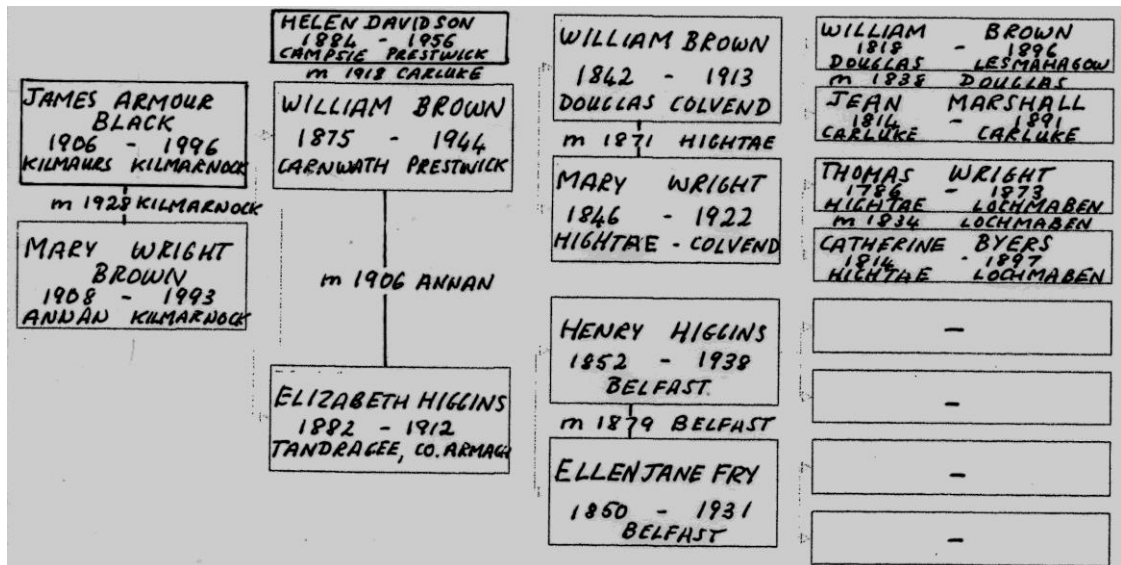 JAMES ARMOUR
BLACK
1906 - 1996
KILMAURS KILMARNOCK
m 1928 KILMARNOCK
MARY WRIGHT
BROWN
1908 - 1993
ANNAN KILMARNOCK
HELEN DAVIDSON
1884 - 1956
CAMPSIE PRESTWICK
m 1918 CARLUKE
WILLIAM BROWN
1875 - 1944
CARNWATH PRESTWICK
m 1906 ANNAN
ELIZABETH HIGGINS
1882 - 1912
TANDRAGEE, CO. ARMAGH
WILLIAM BROWN
1842 - 1913
DOUGLAS COLVEND
m 1871 HIGHTAE
MARY WRIGHT
1846 - 1922
HIGHTAE - COLVEND
HENRY HIGGINS
1852 - 1938
BELFAST
m 1879 BELFAST
ELLEN JANE FRY
1860 - 1931
BELFAST
WILLIAM BROWN
1818 - 1896
DOUGLAS LESMAHAGOW
m 1838 DOUGLAS
JEAN MARSHALL
1814 - 1891
CARLUKE - CARLUKE
THOMAS WRIGHT
1786 - 1873
HIGHTAE LOCHMABEN
m 1834 LOCHMABEN
CATHERINE BYERS
1814 - 1897
HIGHTAE LOCHMABEN
-
-
-
-